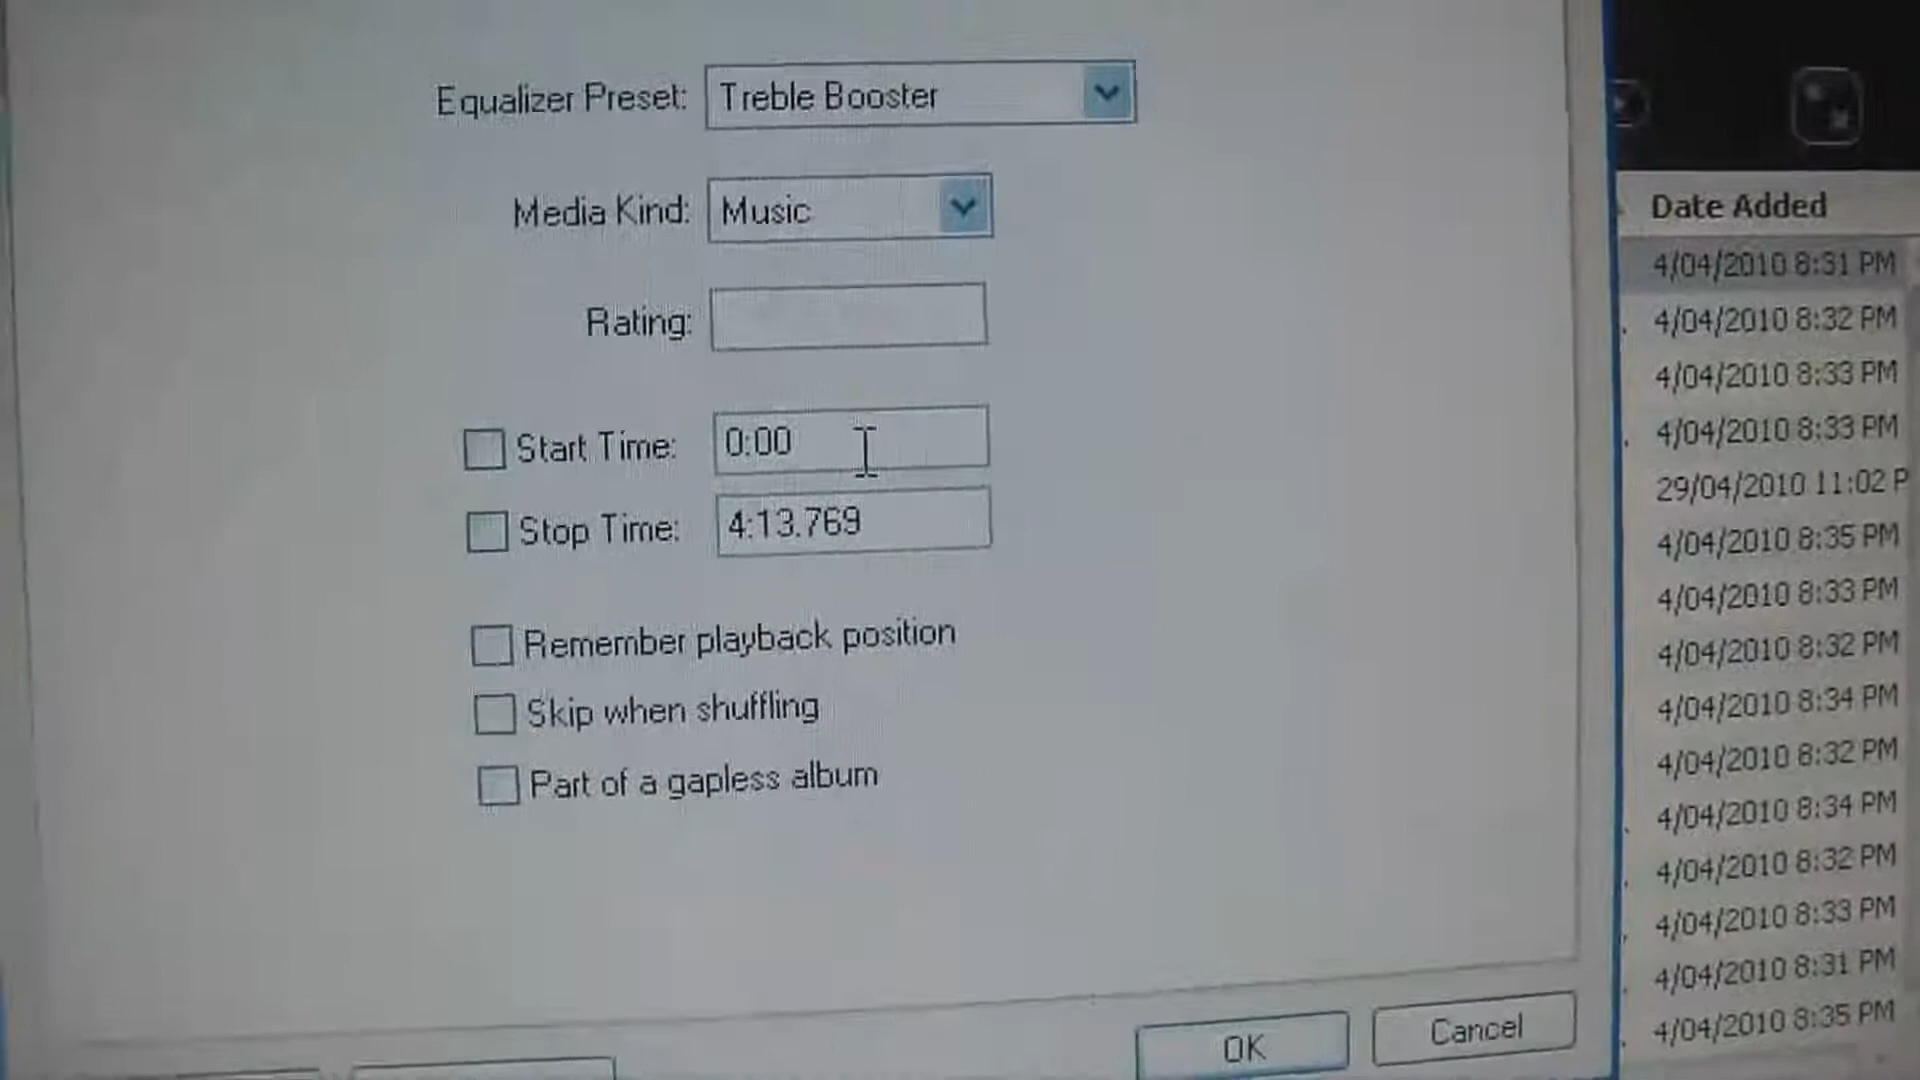 Equalizer Preset: Treble Booster
Media Kind: Music
Rating:
Start Time: 0:00
Stop Time: 4:13.769
Remember playback position
Skip when shuffling
Part of a gapless album
OK
Cancel
Date Added
4/04/2010 8:31 PM
4/04/2010 8:32 PM
4/04/2010 8:33 PM
4/04/2010 8:33 PM
29/04/2010 11:02 P
4/04/2010 8:35 PM
4/04/2010 8:33 PM
4/04/2010 8:32 PM
4/04/2010 8:34 PM
4/04/2010 8:32 PM
4/04/2010 8:34 PM
4/04/2010 8:32 PM
4/04/2010 8:33 PM
4/04/2010 8:31 PM
4/04/2010 8:35 PM